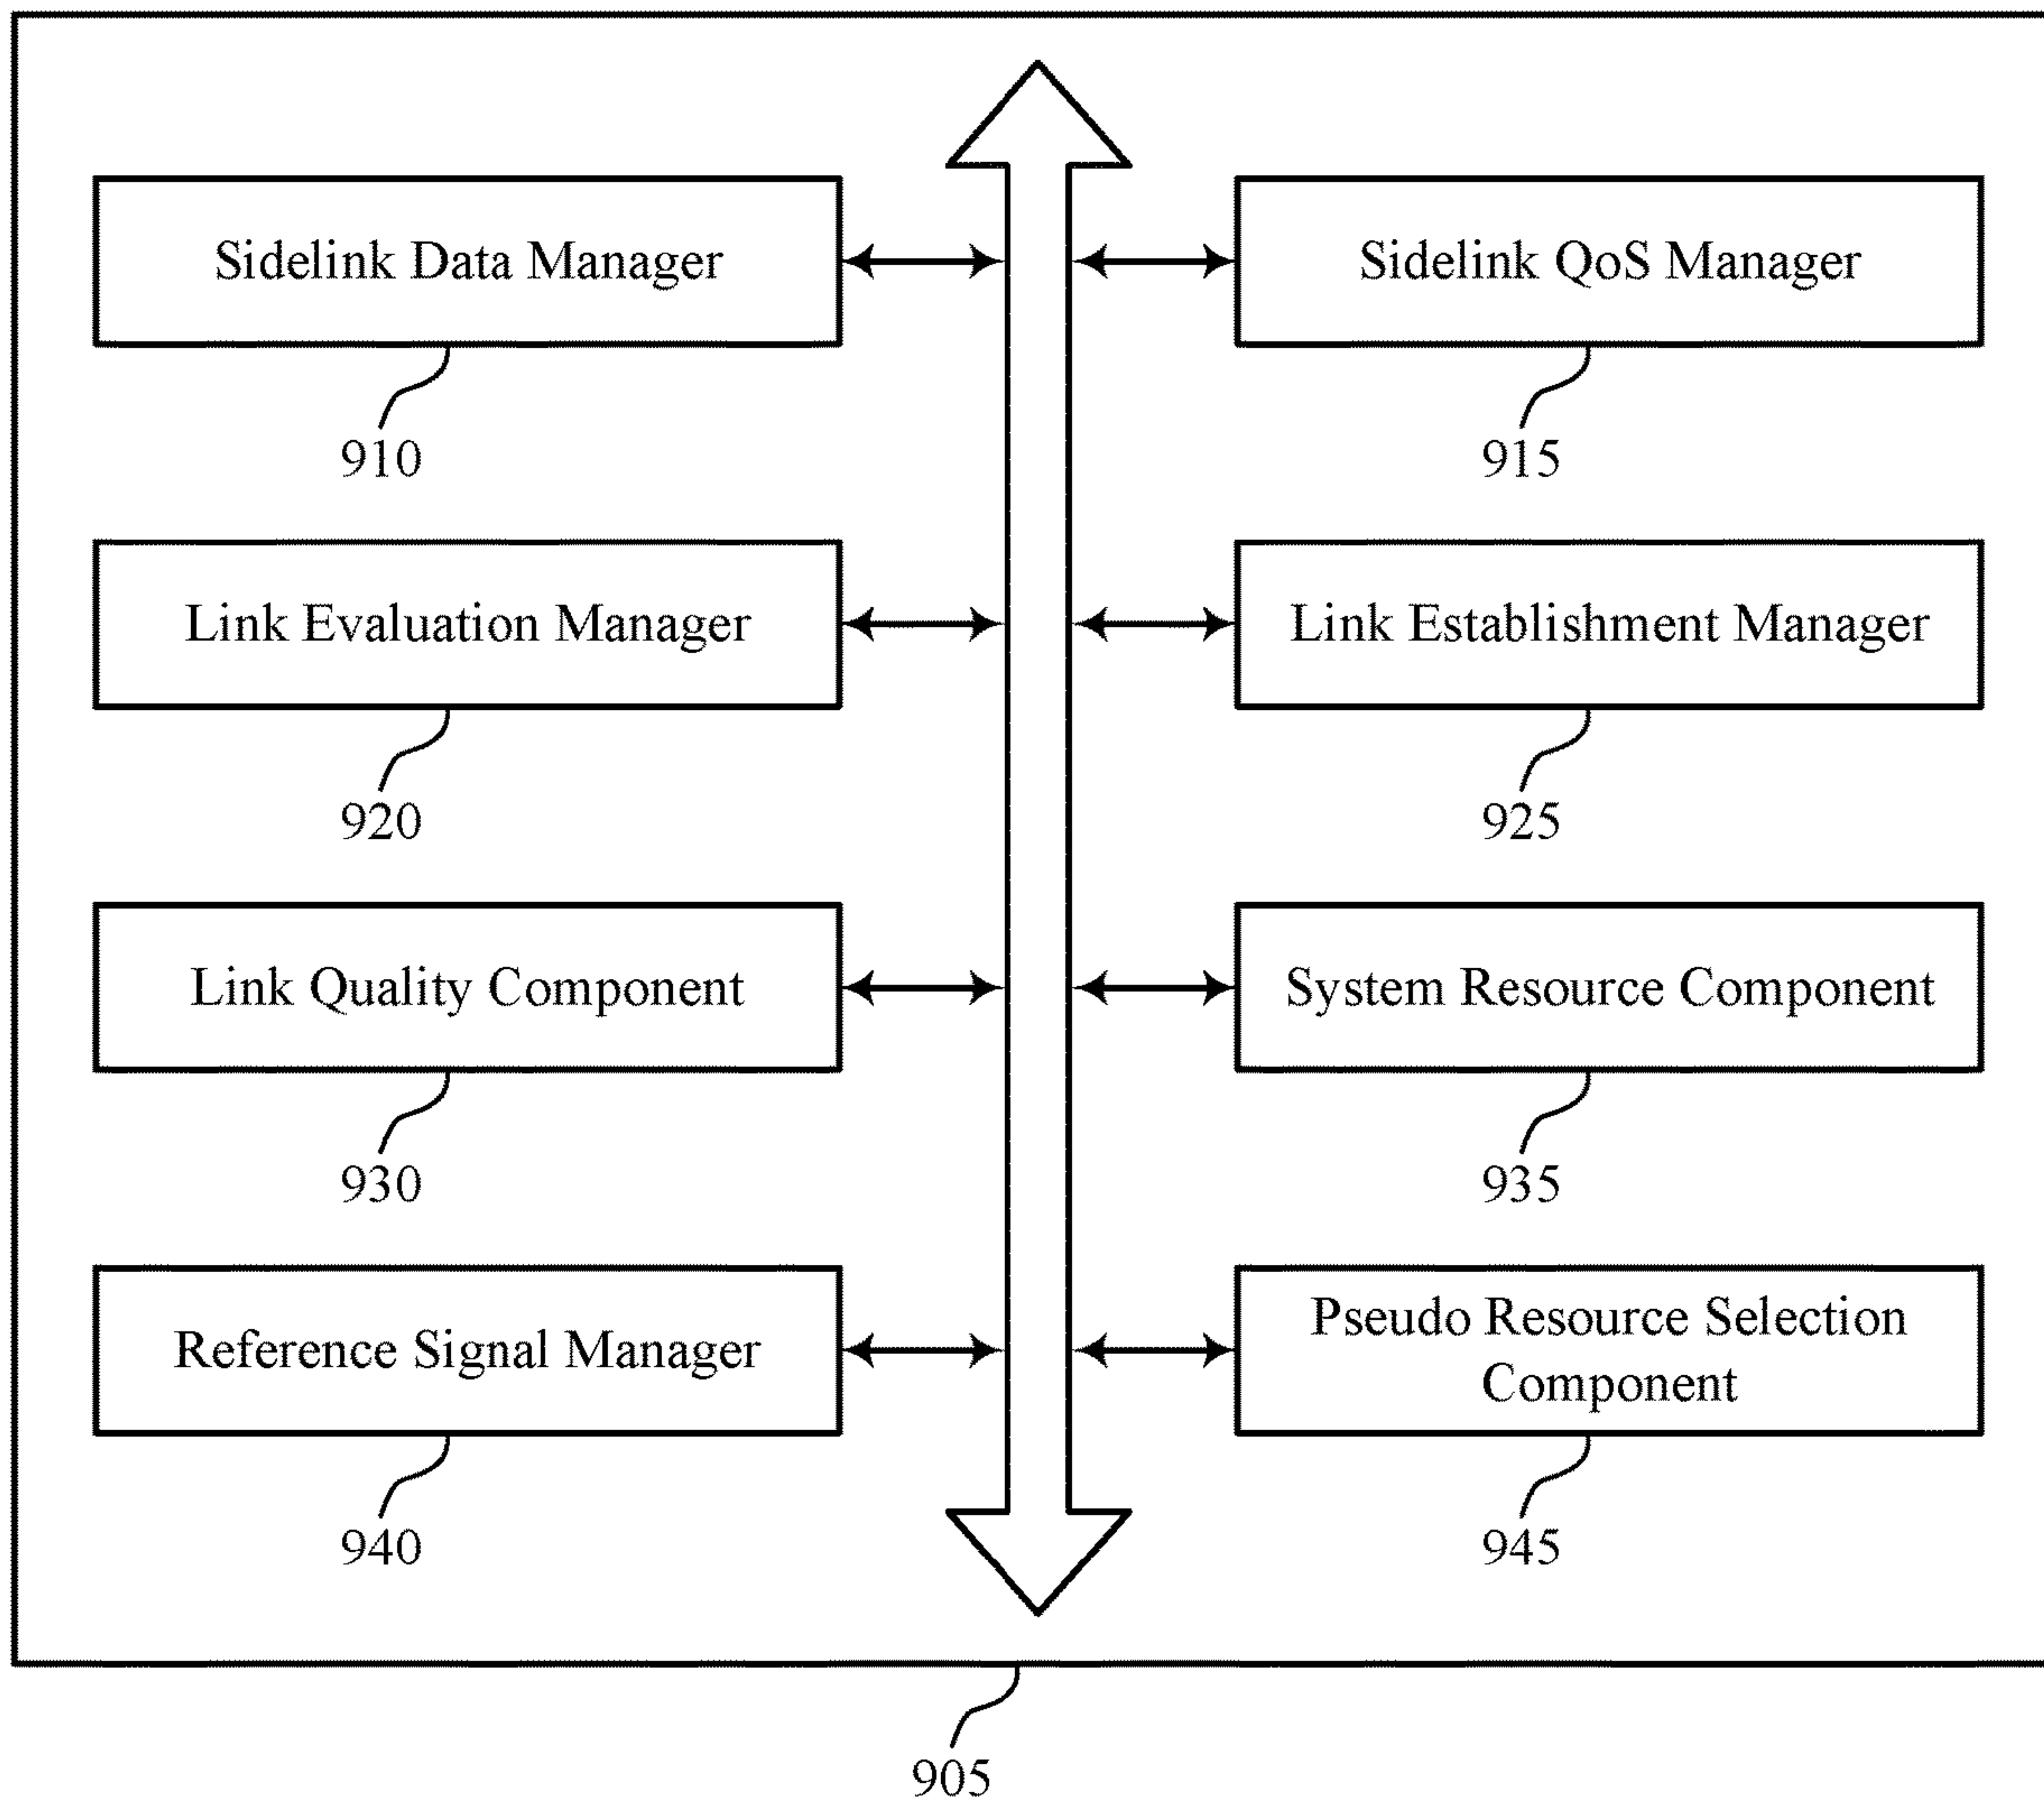 Sidelink Data Manager
Sidelink QoS Manager
910
915
Link Evaluation Manager
Link Establishment Manager
920
925
Link Quality Component
System Resource Component
930
935
Reference Signal Manager
Pseudo Resource Selection
Component
940
945
905